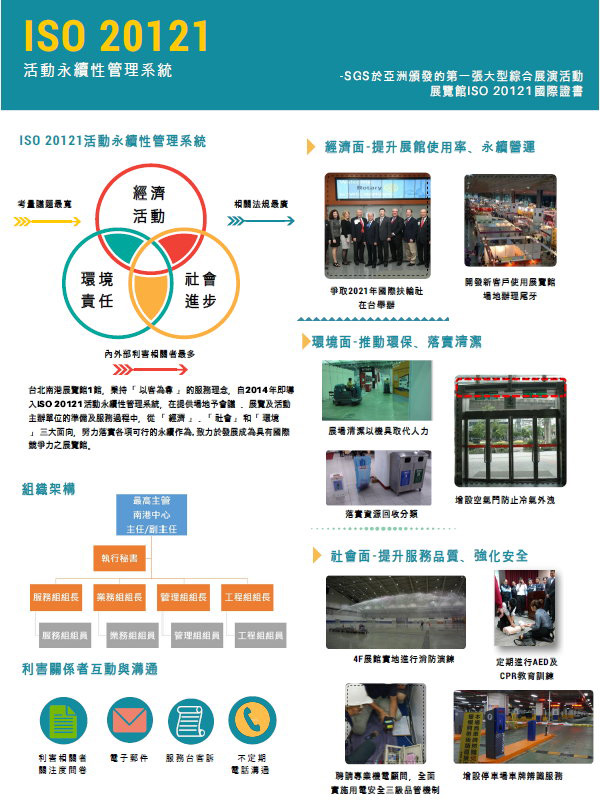 ISO 20121
活動永續性管理系統
-SGS於亞洲頒發的第一張大型綜合展演活動
展覽館ISO 20121國際證書
ISO 20121活動永續性管理系統
考量議題最寬
相關法規最廣
經濟
活動
環境
責任
社會
進步
內外部利害相關者最多
台北南港展覽館1館，秉持「以客為尊」的服務理念，自2014年即導
入ISO 20121活動永續性管理系統，在提供場地予會議、展覽及活動
主辦單位的準備及服務過程中，從「經濟」、「社會」和「環境
」三大面向，努力落實各項可行的永續作為。致力於發展成為具有國際
競爭力之展覽館。
組織架構
最高主管
南港中心
主任/副主任
執行秘書
服務組組長
業務組組長
管理組組長
工程組組長
服務組組員
業務組組員
管理組組員
工程組組員
利害關係者互動與溝通
利害相關者
關注度問卷
電子郵件
服務台客訴
不定期
電話溝通
經濟面-提升展館使用率、永續營運
Rotary
爭取2021年國際扶輪社
在台舉辦
開發新客戶使用展覽館
場地辦理尾牙
環境面-推動環保、落實清潔
展場清潔以機具取代人力
落實資源回收分類
增設空氣門防止冷氣外洩
社會面-提升服務品質、強化安全
4F展館實地進行消防演練
定期進行AED及
CPR教育訓練
聘請專業機電顧問，全面
實施用電安全三級品管機制
增設停車場車牌辨識服務